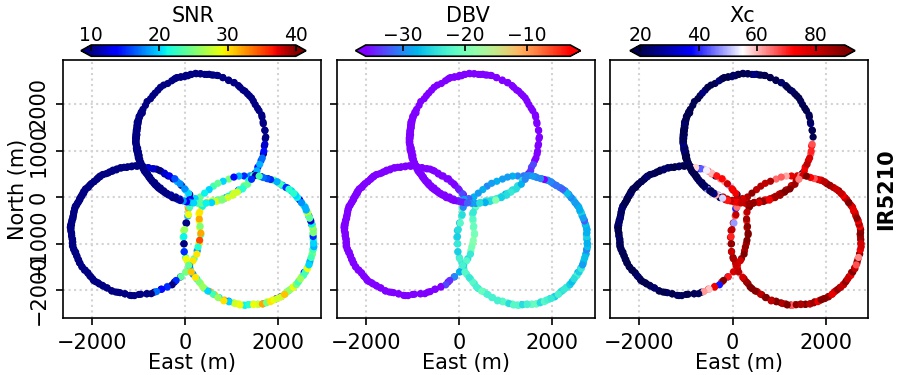 SNR DBV Xc
10 20 30 40 −30 −20 −10 20 40 60 80
North (m)
2000
1000
0
−1000
−2000
−2000 0 2000 −2000 0 2000 −2000 0 2000
East (m) East (m) East (m)
IR5210